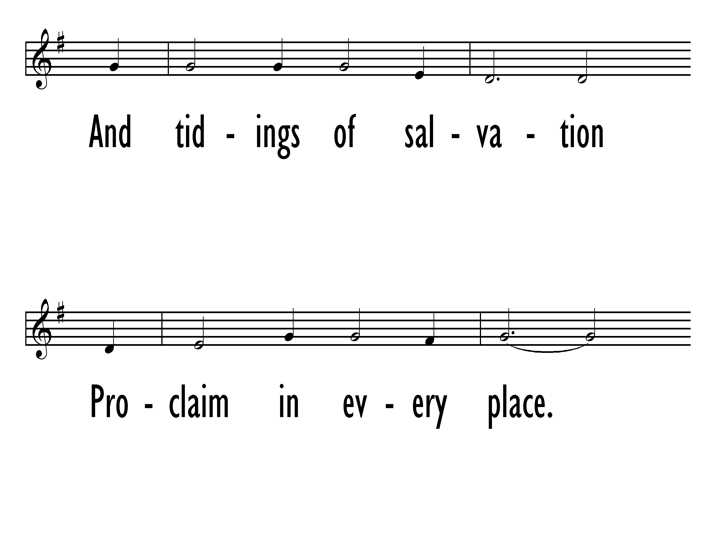 And tid - ings of sal - va - tion
Pro - claim in ev - ery place.